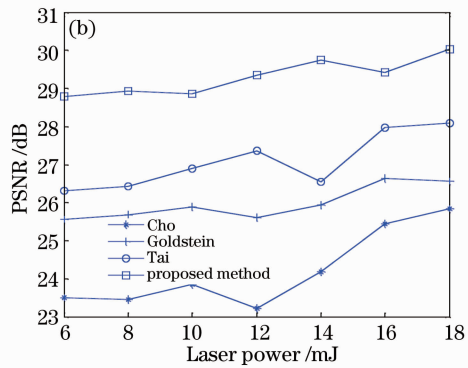 (b)
31
30
29
28
27
26
25
24
23
PSNR /dB
Cho
Goldstein
Tai
proposed method
6 8 10 12 14 16 18
Laser power /mJ